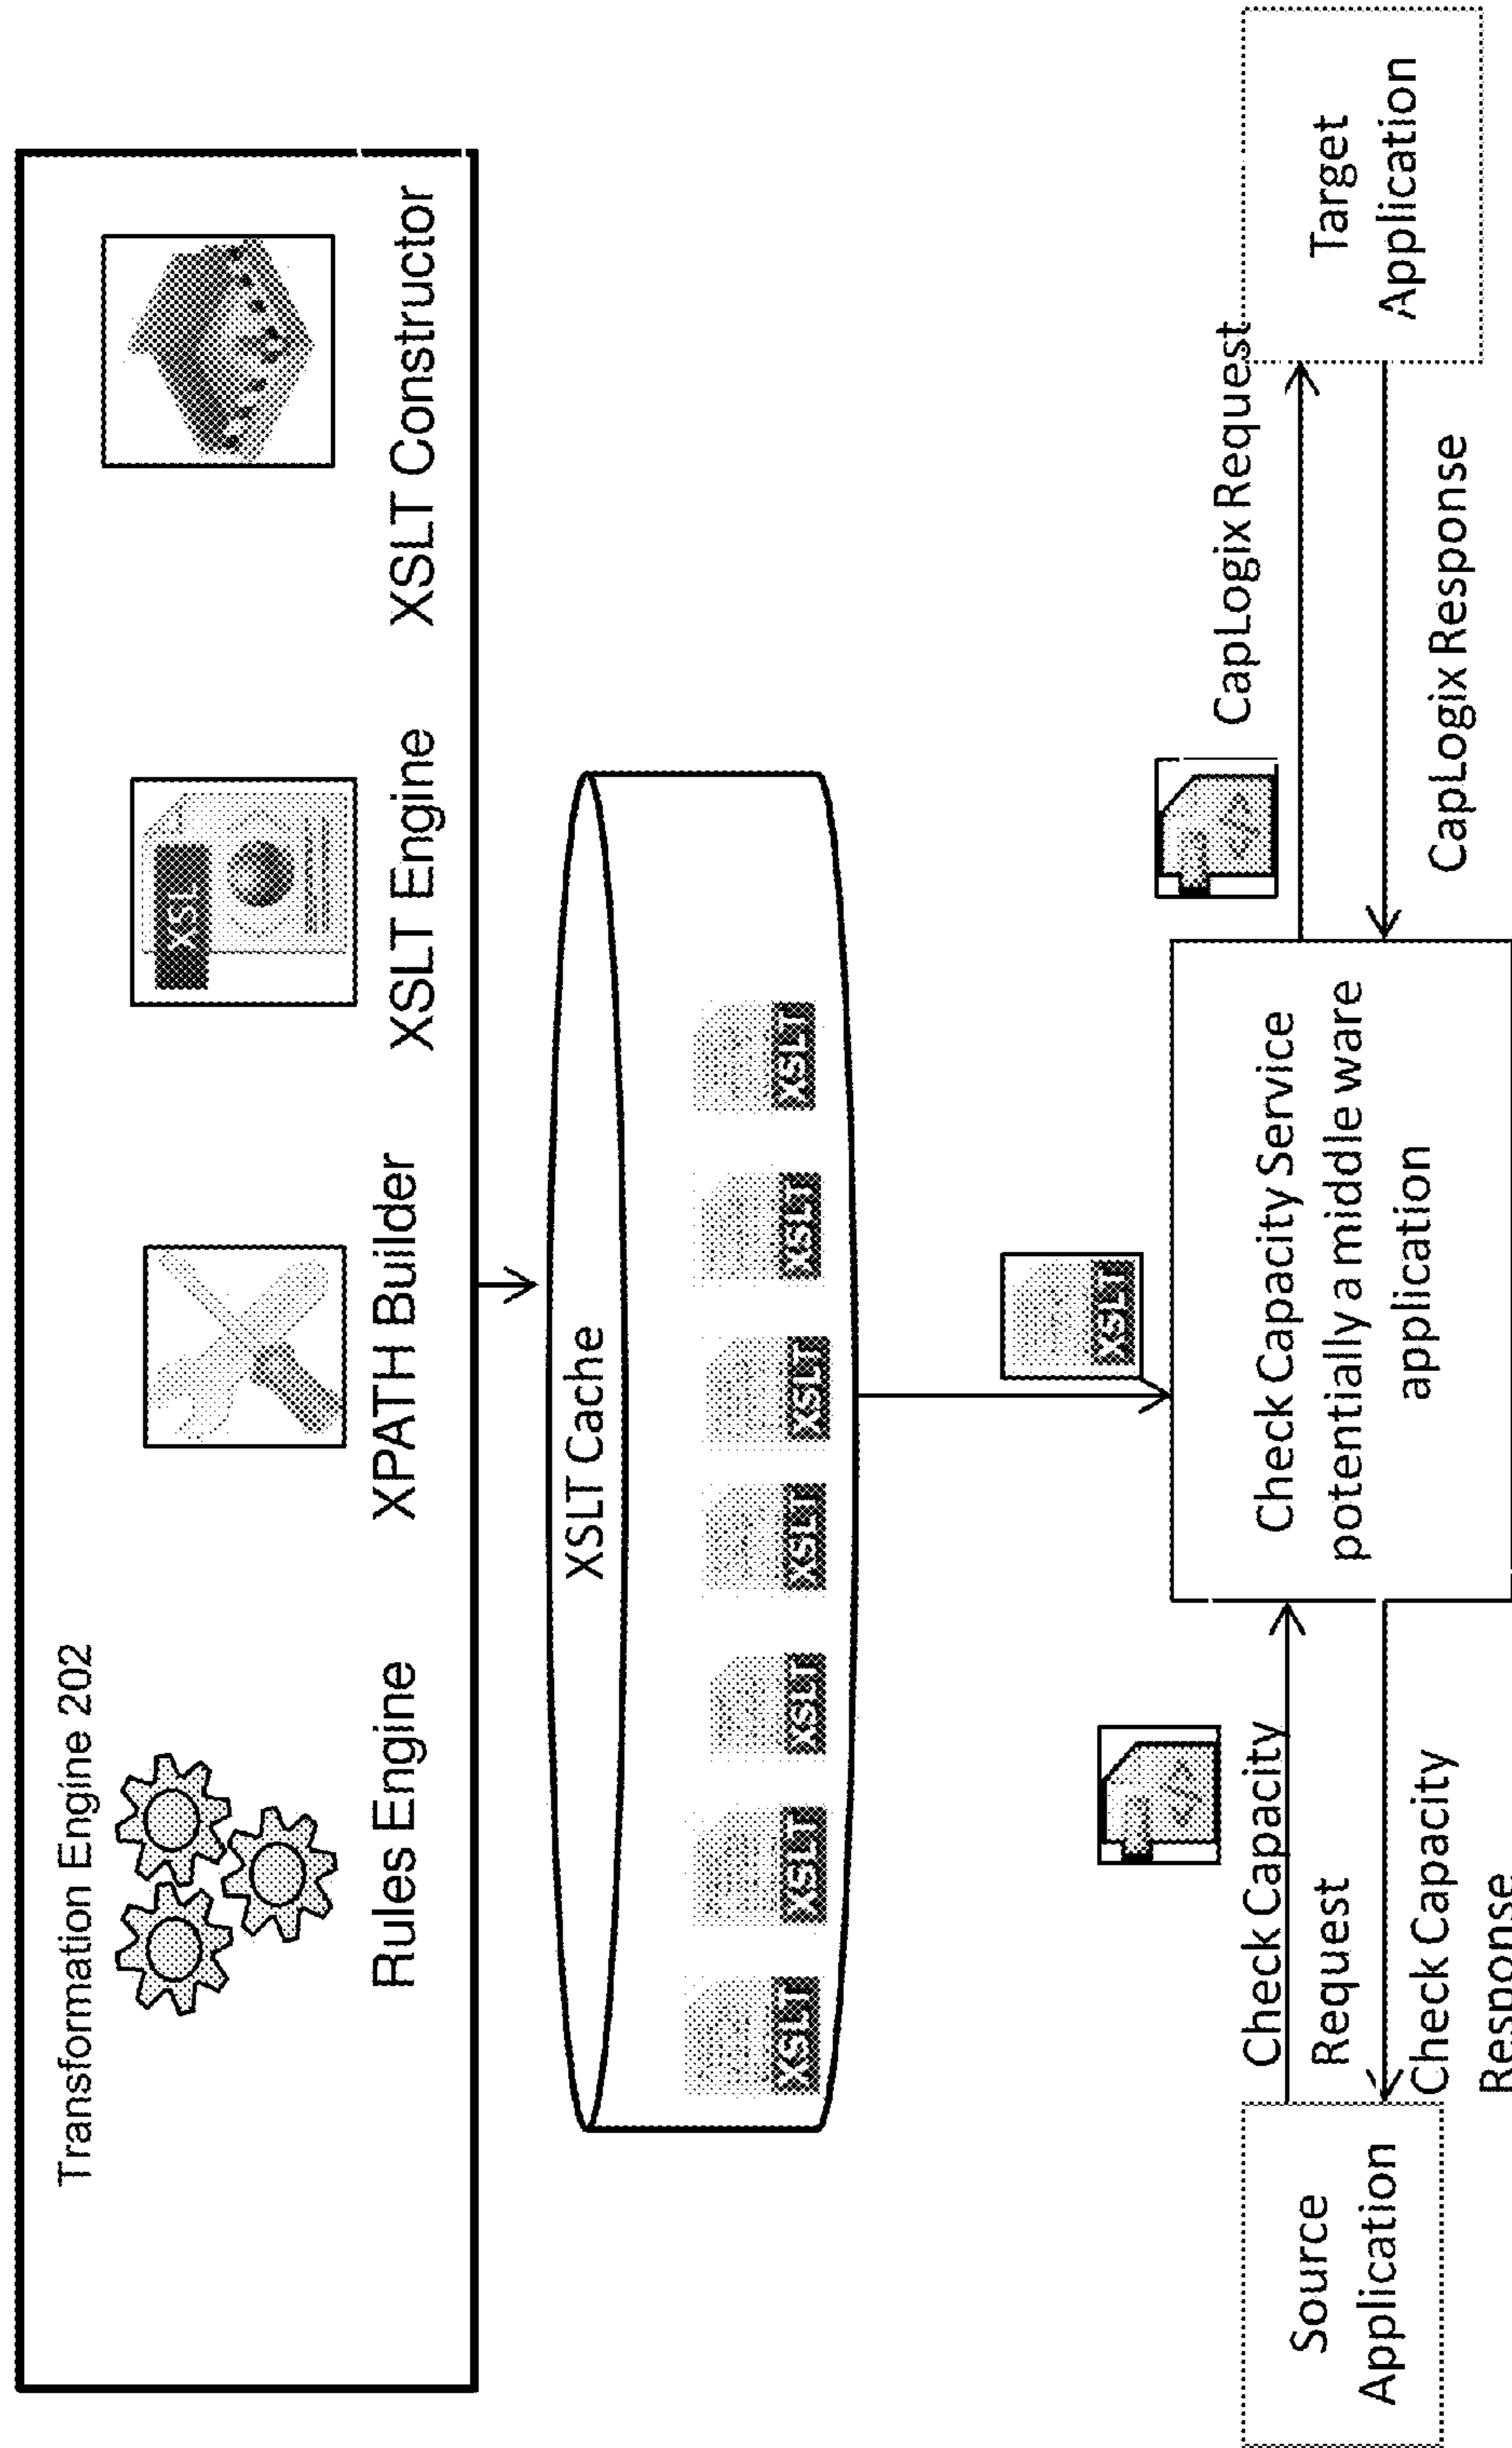 Transformation Engine 202
Rules Engine
XPATH Builder
XSLT Engine
XSLT Constructor
XSL
XSLT Cache
XSLT
XSLT
XSLT
XSLT
XSLT
XSLT
XSLT
XSLT
Source
Application
Check Capacity
Request
Check Capacity
Response
</>
Check Capacity Service
potentially a middle ware
application
</>
CapLogix Request
CapLogix Response
Target
Application